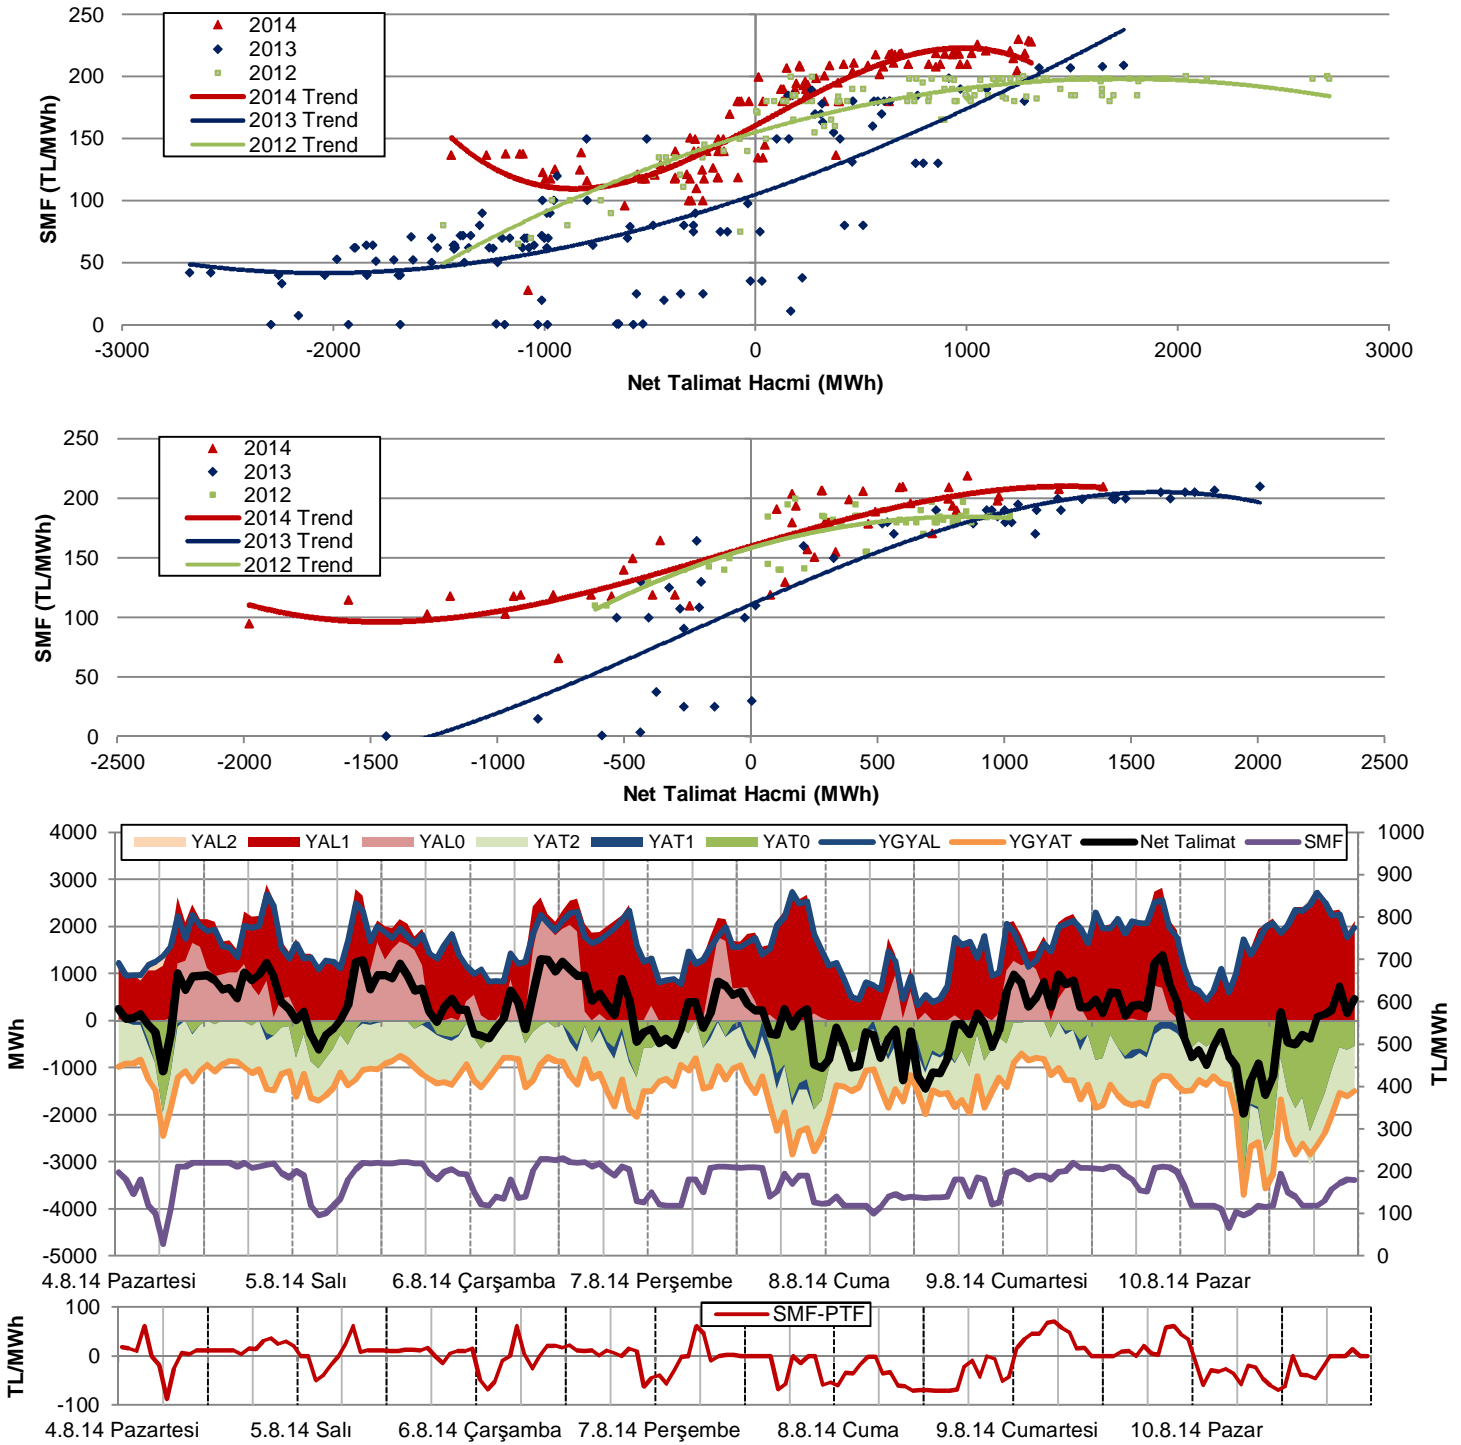 250
200
150
100
50
0
SMF (TL/MWh)
2014
2013
2012
2014 Trend
2013 Trend
2012 Trend
-3000 -2000 -1000 0 1000 2000 3000
Net Talimat Hacmi (MWh)
250
200
150
100
50
0
SMF (TL/MWh)
2014
2013
2012
2014 Trend
2013 Trend
2012 Trend
-2500 -2000 -1500 -1000 -500 0 500 1000 1500 2000 2500
Net Talimat Hacmi (MWh)
YAL2 YAL1 YAL0 YAT2 YAT1 YAT0 YGYAL YGYAT Net Talimat SMF
4000
3000
2000
1000
0
-1000
-2000
-3000
-4000
-5000
MWh
1000
900
800
700
600
500
400
300
200
100
0
TL/MWh
4.8.14 Pazartesi 5.8.14 Salı 6.8.14 Çarşamba 7.8.14 Perşembe 8.8.14 Cuma 9.8.14 Cumartesi 10.8.14 Pazar
SMF-PTF
100
0
-100
TL/MWh
4.8.14 Pazartesi 5.8.14 Salı 6.8.14 Çarşamba 7.8.14 Perşembe 8.8.14 Cuma 9.8.14 Cumartesi 10.8.14 Pazar